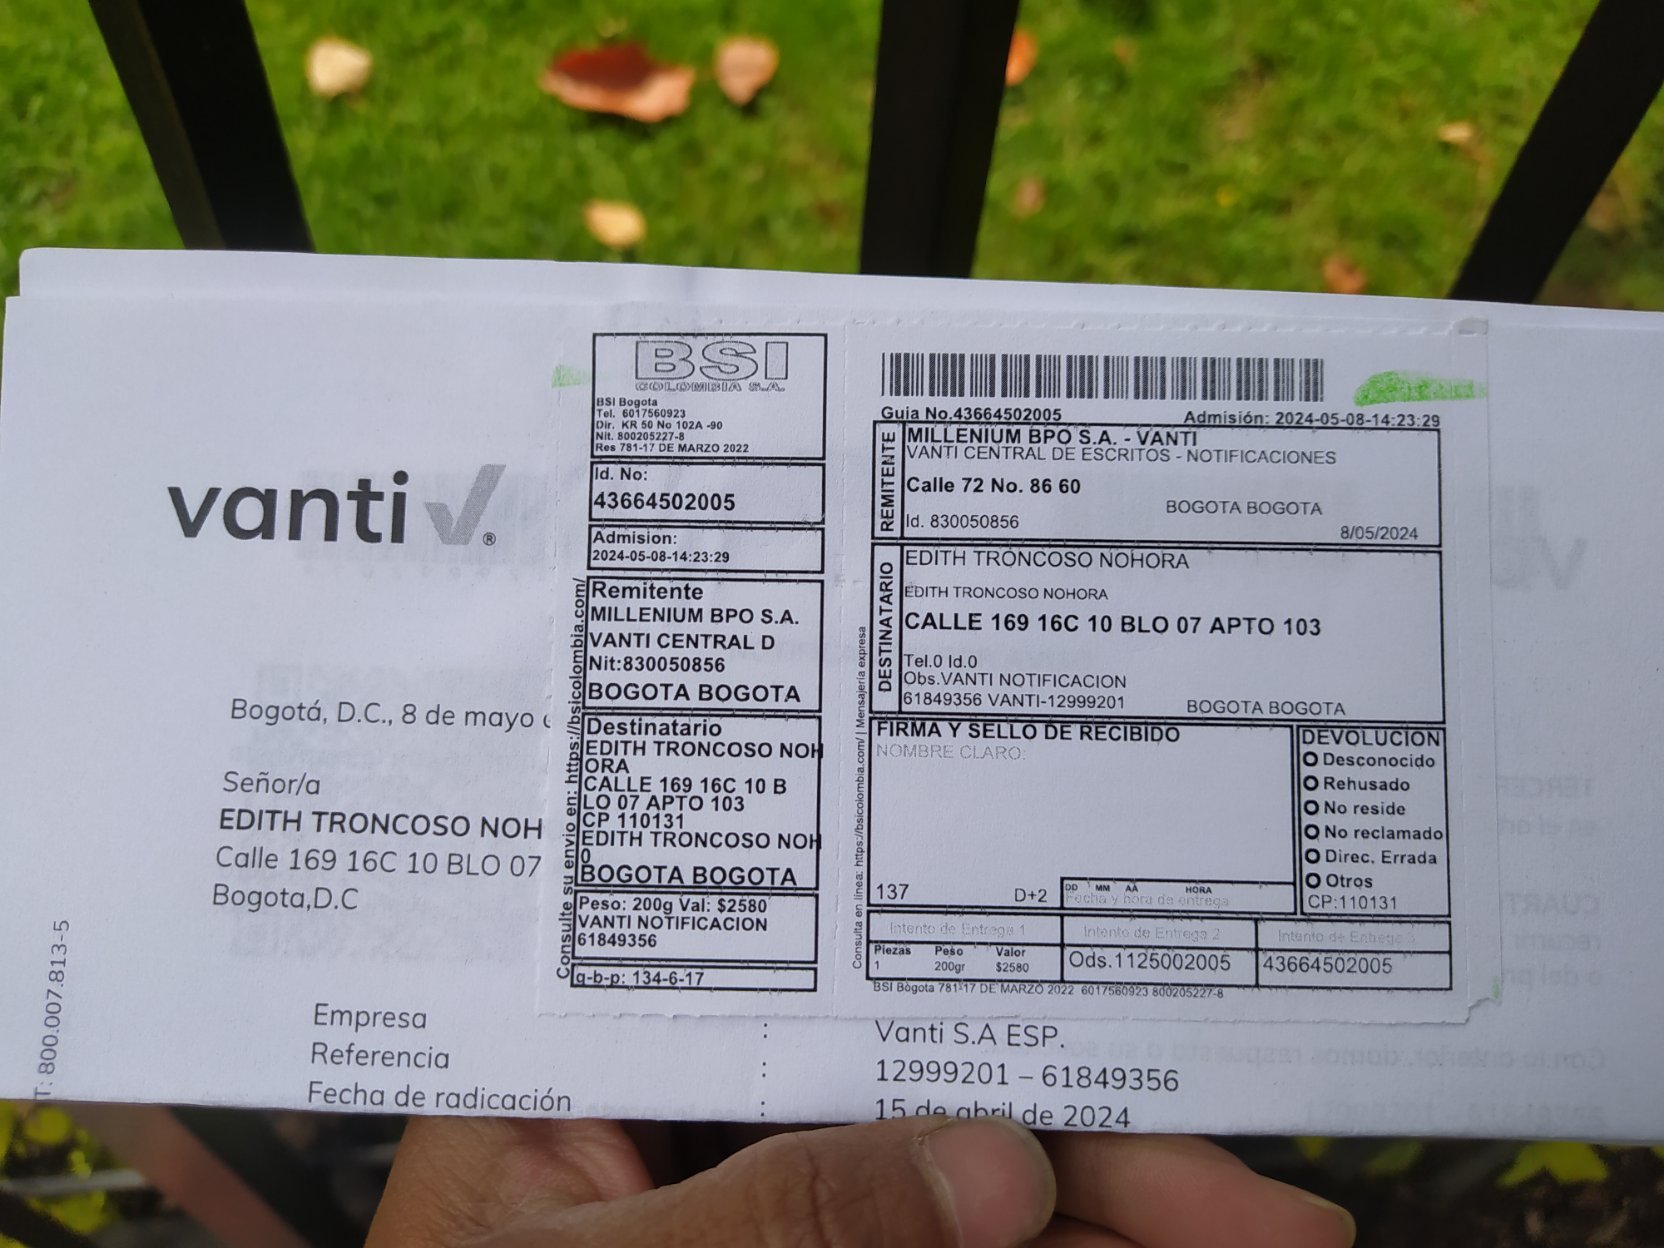 vanti
®
Bogotá, D.C., 8 de mayo
Señor/a
EDITH TRONCOSO NOH
Calle 169 16C 10 BLO 07
Bogota,D.C
T: 800.007.813-5
BSI
COLOMBIA S.A.
BSI Bogota
Tel. 6017560923
Dir. KR 50 No 102A -90
Nit. 800205227-8
Res 781-17 DE MARZO 2022
Id. No:
43664502005
Admision:
2024-05-08-14:23:29
Remitente
MILLENIUM BPO S.A.
VANTI CENTRAL D
Nit:830050856
BOGOTA BOGOTA
Destinatario
EDITH TRONCOSO NOH
ORA
CALLE 169 16C 10 B
LO 07 APTO 103
CP 110131
EDITH TRONCOSO NOH
O
BOGOTA BOGOTA
Peso: 200g Val: $2580
VANTI NOTIFICACION
61849356
q-b-p: 134-6-17
Consulte su envio en: https://bsicolombia.com/
Guia No.43664502005
Admisión: 2024-05-08-14:23:29
REMITENTE
MILLENIUM BPO S.A. - VANTI
VANTI CENTRAL DE ESCRITOS - NOTIFICACIONES
Calle 72 No. 86 60
BOGOTA BOGOTA
Id. 830050856
8/05/2024
DESTINATARIO
EDITH TRONCOSO NOHORA
EDITH TRONCOSO NOHORA
CALLE 169 16C 10 BLO 07 APTO 103
Tel.0 Id.0
Obs.VANTI NOTIFICACION
61849356 VANTI-12999201
BOGOTA BOGOTA
FIRMA Y SELLO DE RECIBIDO
NOMBRE CLARO:
137
D+2
DD MM AA HORA
Fecha y hora de entrega
DEVOLUCION
Desconocido
Rehusado
No reside
No reclamado
Direc. Errada
Otros
CP:110131
Intento de Entrega 1
Intento de Entrega 2
Intento de Entrega
Piezas Peso Valor
1 200gr $2580
Ods.1125002005
43664502005
BSI Bogota 781-17 DE MARZO 2022 6017560923 800205227-8
Consulta en linea: https://bsicolombia.com/ | Mensajeria expresa
Empresa : Vanti S.A ESP.
Referencia : 12999201 – 61849356
Fecha de radicación : 15 de abril de 2024